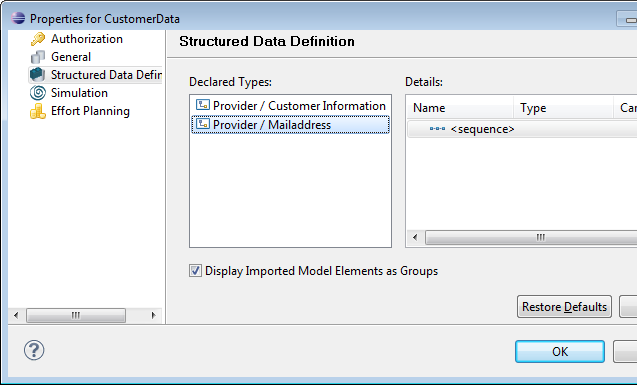 Properties for CustomerData
Authorization
General
Structured Data Defin
Simulation
Effort Planning
Structured Data Definition
Declared Types:
Provider / Customer Information
Provider / Mailaddress
Details:
Name Type Car
<sequence>
Display Imported Model Elements as Groups
Restore Defaults
OK